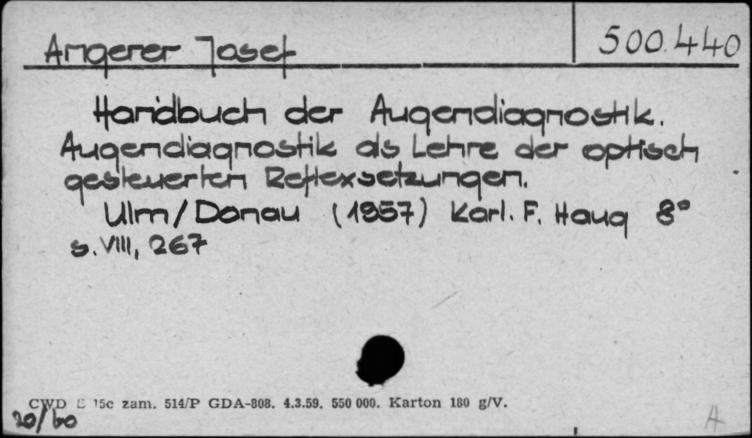 Angerer Josef
500.440
Handbuch der Augendiagnostik.
Augendiagnostik als Lehre der optisch
gesteuerten Reflexsetzungen.
Ulm/Donau (1957) Karl. F. Haug 8°
s. VIII, 267
CWD E 15c zam. 514/P GDA-808. 4.3.59. 550 000. Karton 180 g/V.
20/60
A